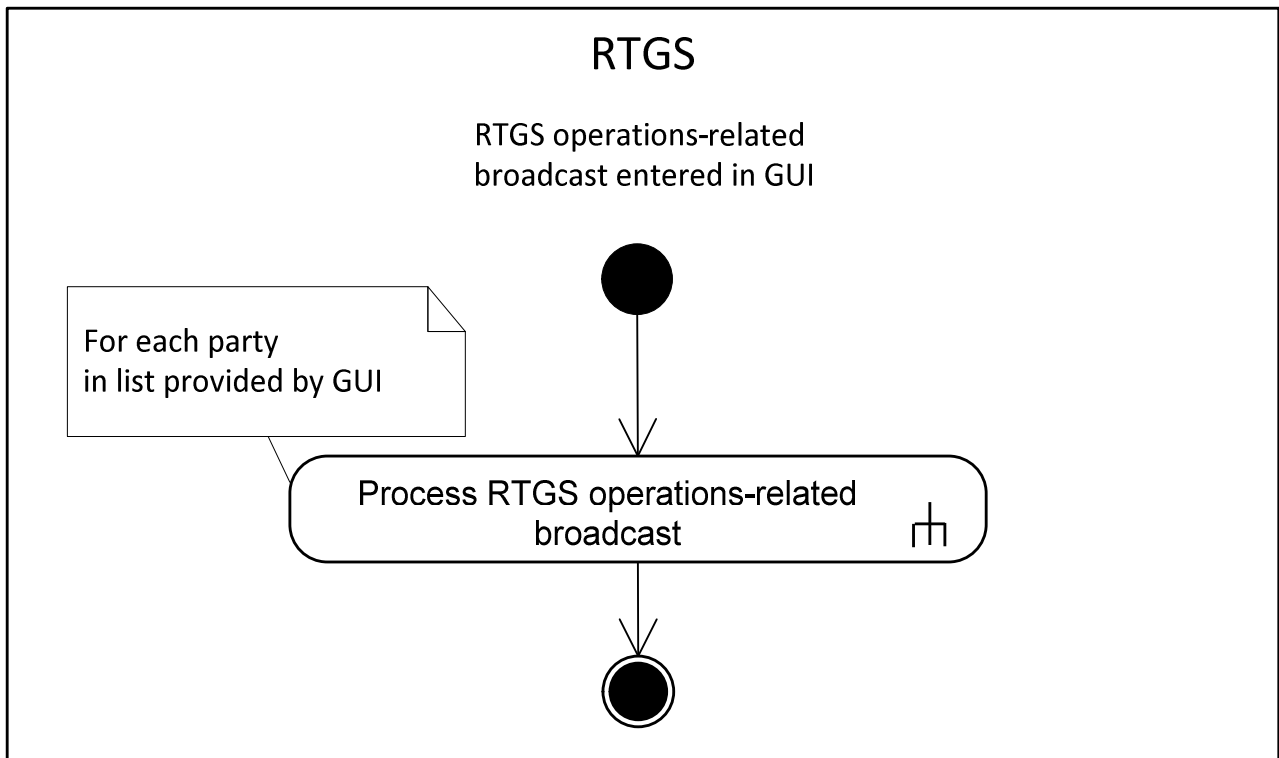 RTGS
RTGS operations-related
broadcast entered in GUI
For each party
in list provided by GUI
Process RTGS operations-related
broadcast